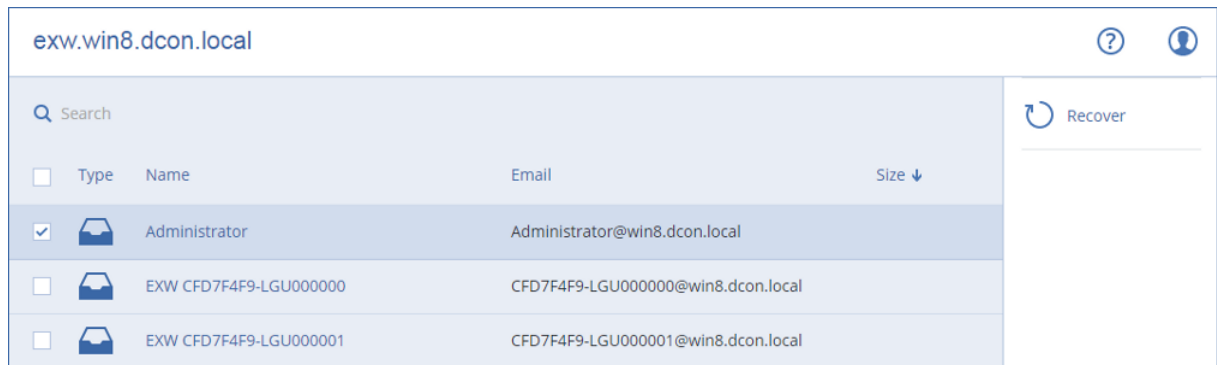 exw.win8.dcon.local
?
Search
Recover
Type Name Email Size
Administrator Administrator@win8.dcon.local
EXW CFD7F4F9-LGU000000 CFD7F4F9-LGU000000@win8.dcon.local
EXW CFD7F4F9-LGU000001 CFD7F4F9-LGU000001@win8.dcon.local